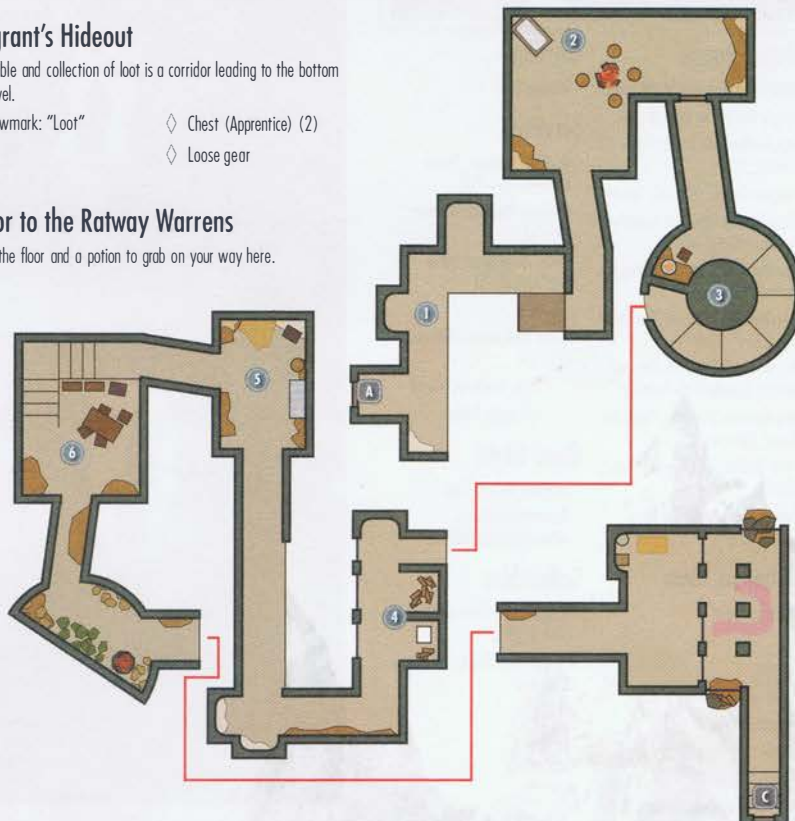 grant's Hideout
ble and collection of loot is a corridor leading to the bottom
vel.
wmark: "Loot"
◊ Chest (Apprentice) (2)
◊ Loose gear
or to the Ratway Warrens
the floor and a potion to grab on your way here.
2
3
1
A
5
6
4
C